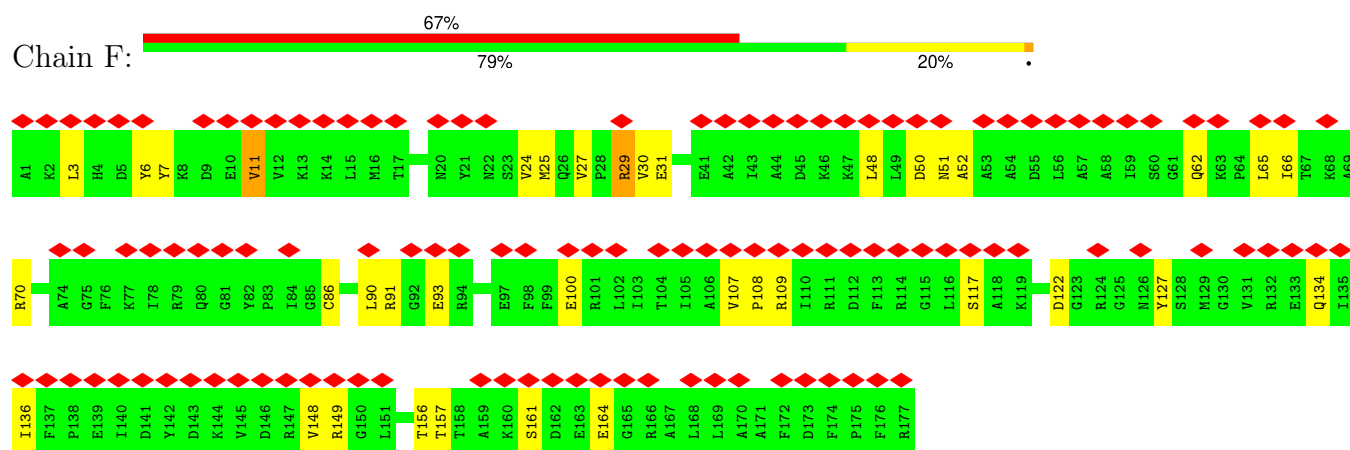 67%
Chain F:
79% 20% •
A1 K2 L3 H4 D5 Y6 Y7 K8 D9 E10 V11 V12 K13 K14 L15 M16 T17 N20 Y21 N22 S23 V24 M25 Q26 V27 P28 R29 V30 E31 E41 A42 I43 A44 D45 K46 K47 L48 L49 D50 N51 A52 A53 A54 D55 L56 A57 A58 I59 S60 G61 Q62 K63 P64 L65 I66 T67 K68 A69
R70 A74 G75 F76 K77 I78 R79 Q80 G81 Y82 P83 I84 G85 C86 L90 R91 G92 E93 R94 E97 F98 F99 E100 R101 L102 I103 T104 I105 A106 V107 P108 R109 I110 R111 D112 F113 R114 G115 L116 S117 A118 K119 D122 G123 R124 G125 N126 Y127 S128 M129 G130 V131 R132 E133 Q134 I135
I136 F137 P138 E139 I140 D141 Y142 D143 K144 V145 D146 R147 V148 R149 G150 L151 T156 T157 T158 A159 K160 S161 D162 E163 E164 G165 R166 A167 L168 L169 A170 A171 F172 D173 F174 P175 F176 R177